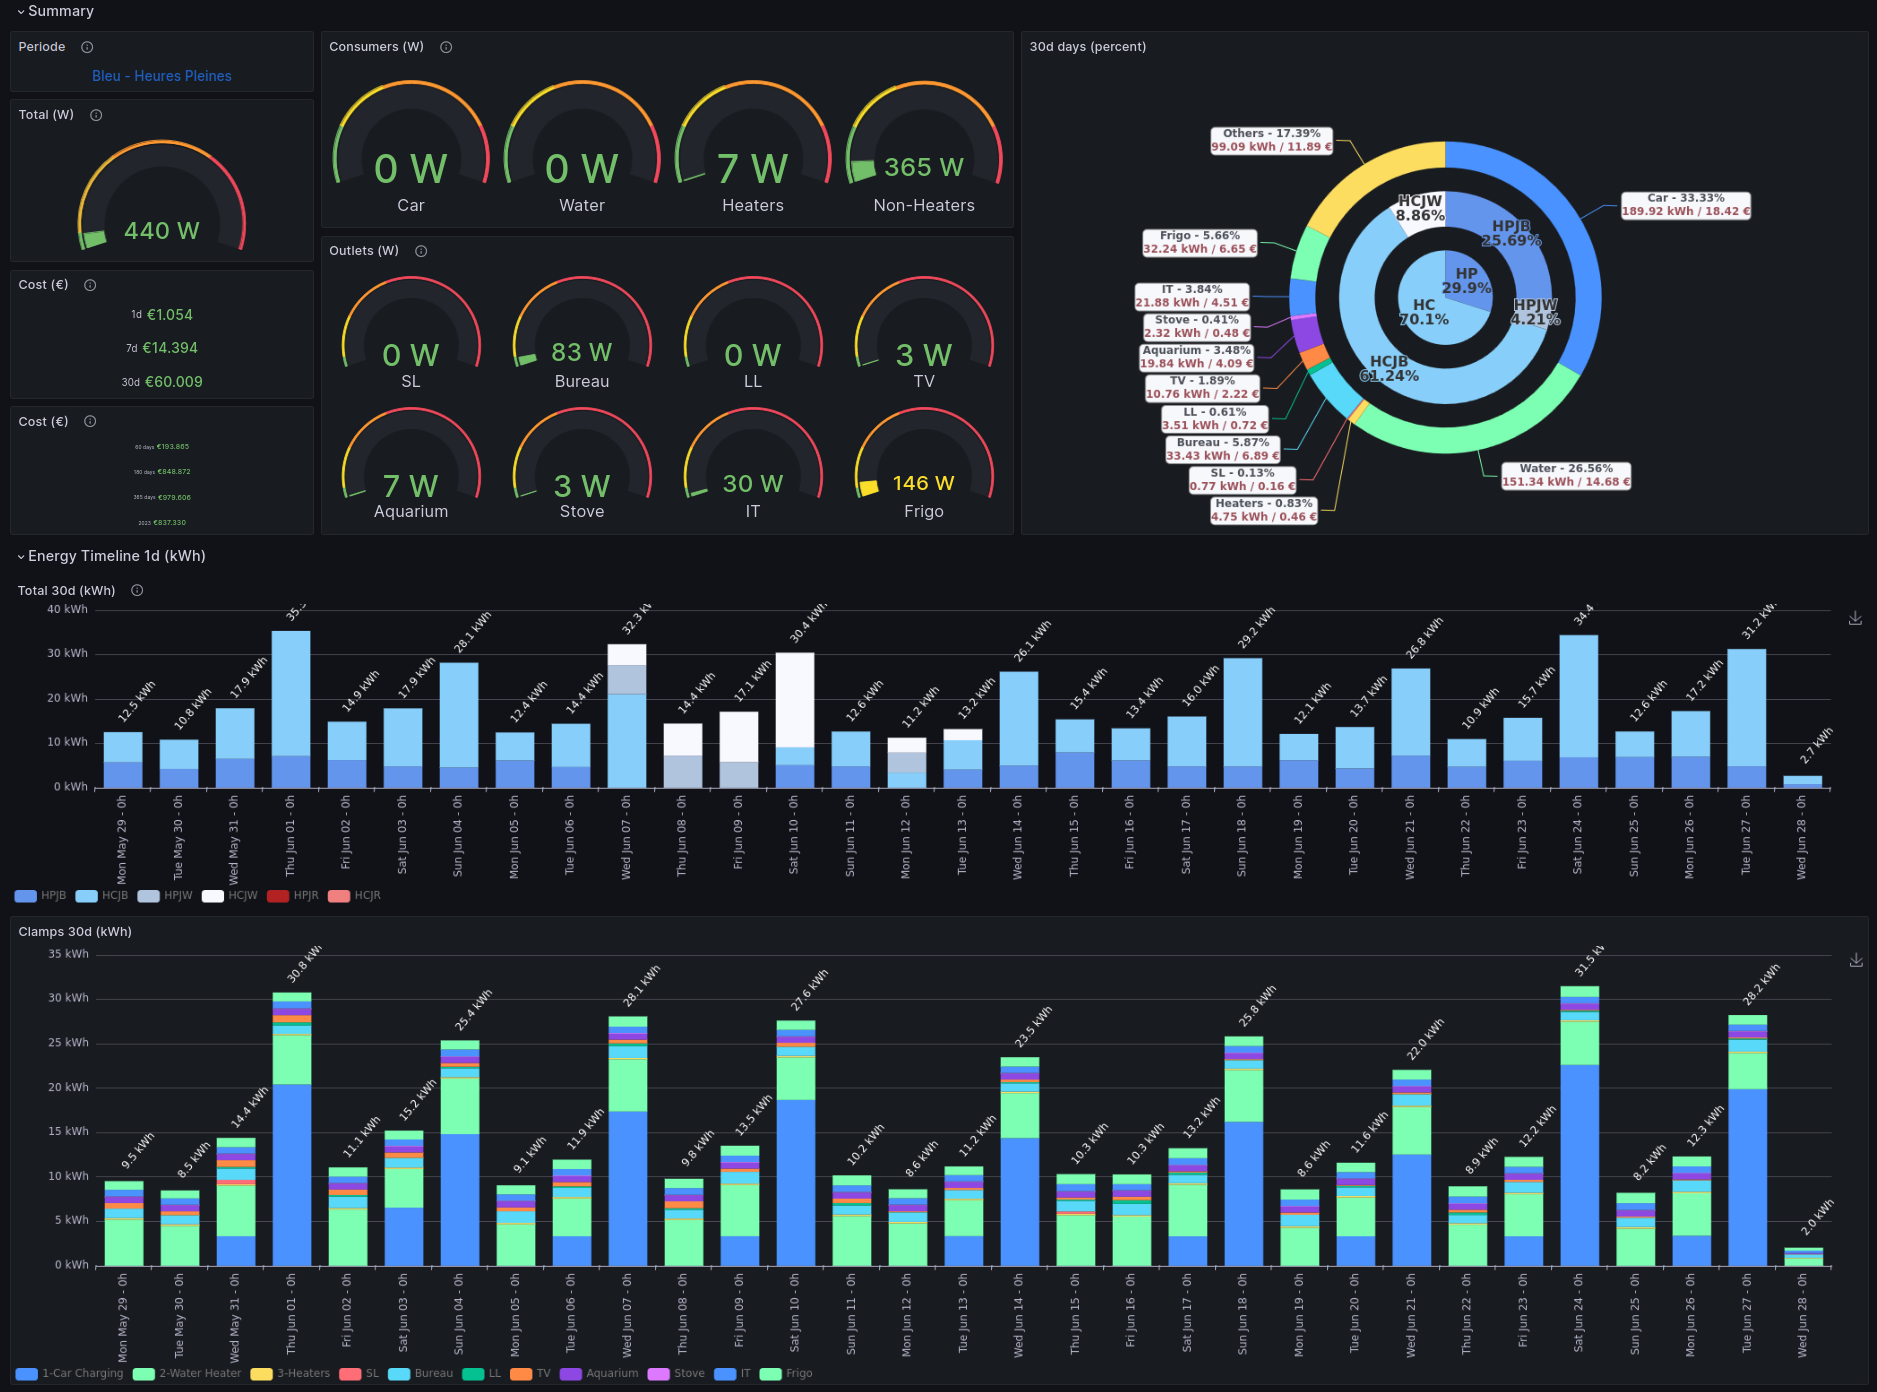 Summary
Periode
Bleu - Heures Pleines
Total (W)
440 W
Cost (€)
1d €1.054
7d €14.394
30d €60.009
Cost (€)
60 days €193.865
180 days €848.872
365 days €979.606
2023 €837.330
Consumers (W)
0 W
0 W
7 W
365 W
Car
Water
Heaters
Non-Heaters
Outlets (W)
0 W
83 W
0 W
3 W
SL
Bureau
LL
TV
7 W
3 W
30 W
146 W
Aquarium
Stove
IT
Frigo
30d days (percent)
Others - 17.39%
99.09 kWh / 11.89 €
Car - 33.33%
189.92 kWh / 18.42 €
Frigo - 5.66%
32.24 kWh / 6.65 €
IT - 3.84%
21.88 kWh / 4.51 €
Stove - 0.41%
2.32 kWh / 0.48 €
Aquarium - 3.48%
19.84 kWh / 4.09 €
TV - 1.89%
10.76 kWh / 2.22 €
LL - 0.61%
3.51 kWh / 0.72 €
Bureau - 5.87%
33.43 kWh / 6.89 €
SL - 0.13%
0.77 kWh / 0.16 €
Heaters - 0.83%
4.75 kWh / 0.46 €
Water - 26.56%
151.34 kWh / 14.68 €
HCJW
8.86%
HPJB
25.69%
HP
29.9%
HC
70.1%
HPJW
4.21%
HCJB
61.24%
Energy Timeline 1d (kWh)
Total 30d (kWh)
40 kWh
30 kWh
20 kWh
10 kWh
0 kWh
12.5 kWh
10.8 kWh
17.9 kWh
35.
14.9 kWh
17.9 kWh
28.1 kWh
12.4 kWh
14.4 kWh
32.3 k
14.4 kWh
17.1 kWh
30.4 kWh
12.6 kWh
11.2 kWh
13.2 kWh
26.1 kWh
15.4 kWh
13.4 kWh
16.0 kWh
29.2 kWh
12.1 kWh
13.7 kWh
26.8 kWh
10.9 kWh
15.7 kWh
34.4
12.6 kWh
17.2 kWh
31.2 kW
2.7 kWh
Mon May 29 - 0h
Tue May 30 - 0h
Wed May 31 - 0h
Thu Jun 01 - 0h
Fri Jun 02 - 0h
Sat Jun 03 - 0h
Sun Jun 04 - 0h
Mon Jun 05 - 0h
Tue Jun 06 - 0h
Wed Jun 07 - 0h
Thu Jun 08 - 0h
Fri Jun 09 - 0h
Sat Jun 10 - 0h
Sun Jun 11 - 0h
Mon Jun 12 - 0h
Tue Jun 13 - 0h
Wed Jun 14 - 0h
Thu Jun 15 - 0h
Fri Jun 16 - 0h
Sat Jun 17 - 0h
Sun Jun 18 - 0h
Mon Jun 19 - 0h
Tue Jun 20 - 0h
Wed Jun 21 - 0h
Thu Jun 22 - 0h
Fri Jun 23 - 0h
Sat Jun 24 - 0h
Sun Jun 25 - 0h
Mon Jun 26 - 0h
Tue Jun 27 - 0h
Wed Jun 28 - 0h
HPJB HCJB HPJW HCJW HPJR HCJR
Clamps 30d (kWh)
35 kWh
30 kWh
25 kWh
20 kWh
15 kWh
10 kWh
5 kWh
0 kWh
9.5 kWh
8.5 kWh
14.4 kWh
30.8 kWh
11.1 kWh
15.2 kWh
25.4 kWh
9.1 kWh
11.9 kWh
28.1 kWh
9.8 kWh
13.5 kWh
27.6 kWh
10.2 kWh
8.6 kWh
11.2 kWh
23.5 kWh
10.3 kWh
10.3 kWh
13.2 kWh
25.8 kWh
8.6 kWh
11.6 kWh
22.0 kWh
8.9 kWh
12.2 kWh
31.5 k
8.2 kWh
12.3 kWh
28.2 kWh
2.0 kWh
Mon May 29 - 0h
Tue May 30 - 0h
Wed May 31 - 0h
Thu Jun 01 - 0h
Fri Jun 02 - 0h
Sat Jun 03 - 0h
Sun Jun 04 - 0h
Mon Jun 05 - 0h
Tue Jun 06 - 0h
Wed Jun 07 - 0h
Thu Jun 08 - 0h
Fri Jun 09 - 0h
Sat Jun 10 - 0h
Sun Jun 11 - 0h
Mon Jun 12 - 0h
Tue Jun 13 - 0h
Wed Jun 14 - 0h
Thu Jun 15 - 0h
Fri Jun 16 - 0h
Sat Jun 17 - 0h
Sun Jun 18 - 0h
Mon Jun 19 - 0h
Tue Jun 20 - 0h
Wed Jun 21 - 0h
Thu Jun 22 - 0h
Fri Jun 23 - 0h
Sat Jun 24 - 0h
Sun Jun 25 - 0h
Mon Jun 26 - 0h
Tue Jun 27 - 0h
Wed Jun 28 - 0h
1-Car Charging 2-Water Heater 3-Heaters SL Bureau LL TV Aquarium Stove IT Frigo